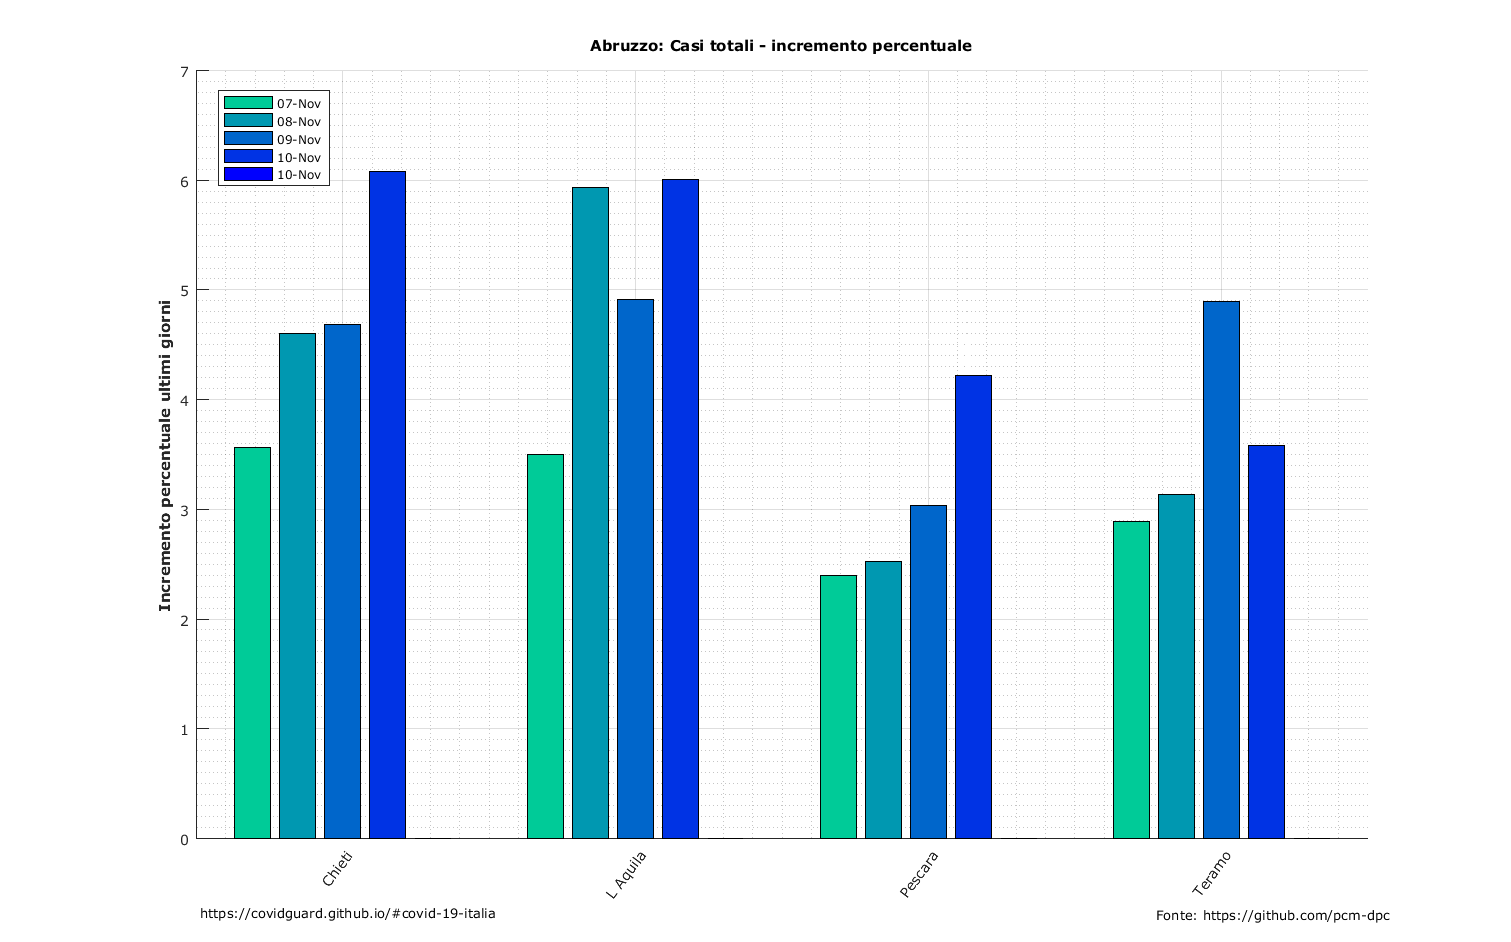 Abruzzo: Casi totali - incremento percentuale
7
6
5
4
3
2
1
0
Incremento percentuale ultimi giorni
07-Nov
08-Nov
09-Nov
10-Nov
10-Nov
Chieti
L Aquila
Pescara
Teramo
https://covidguard.github.io/#covid-19-italia
Fonte: https://github.com/pcm-dpc